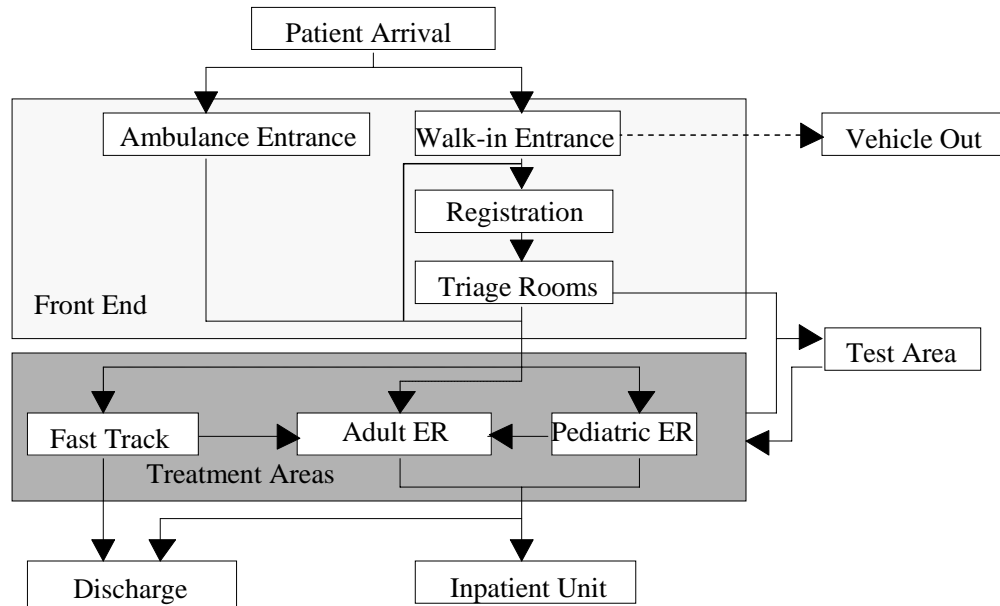 Patient Arrival
Ambulance Entrance
Walk-in Entrance
Vehicle Out
Registration
Triage Rooms
Front End
Test Area
Fast Track
Adult ER
Pediatric ER
Treatment Areas
Discharge
Inpatient Unit